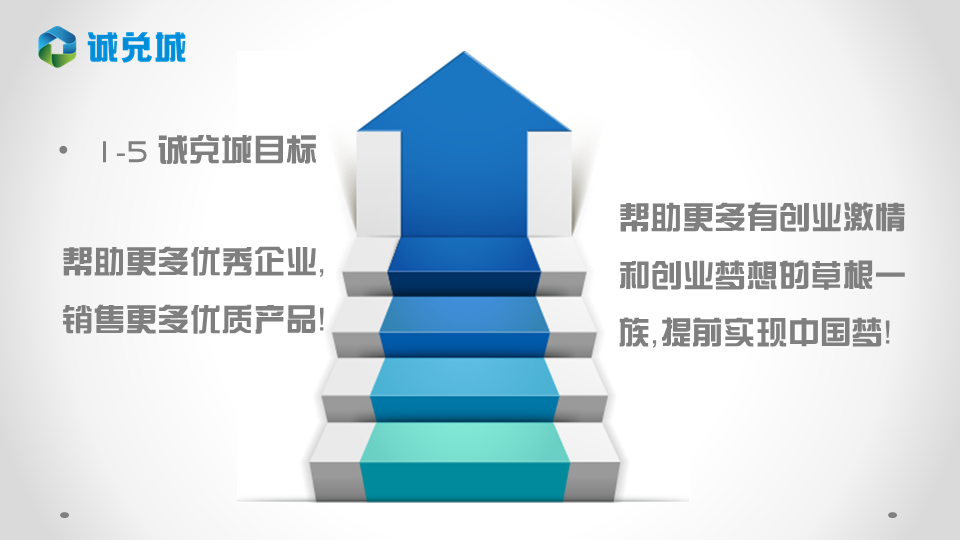 诚兑城
• 1-5 诚兑城目标
帮助更多优秀企业,
销售更多优质产品!
帮助更多有创业激情
和创业梦想的草根一
族,提前实现中国梦!